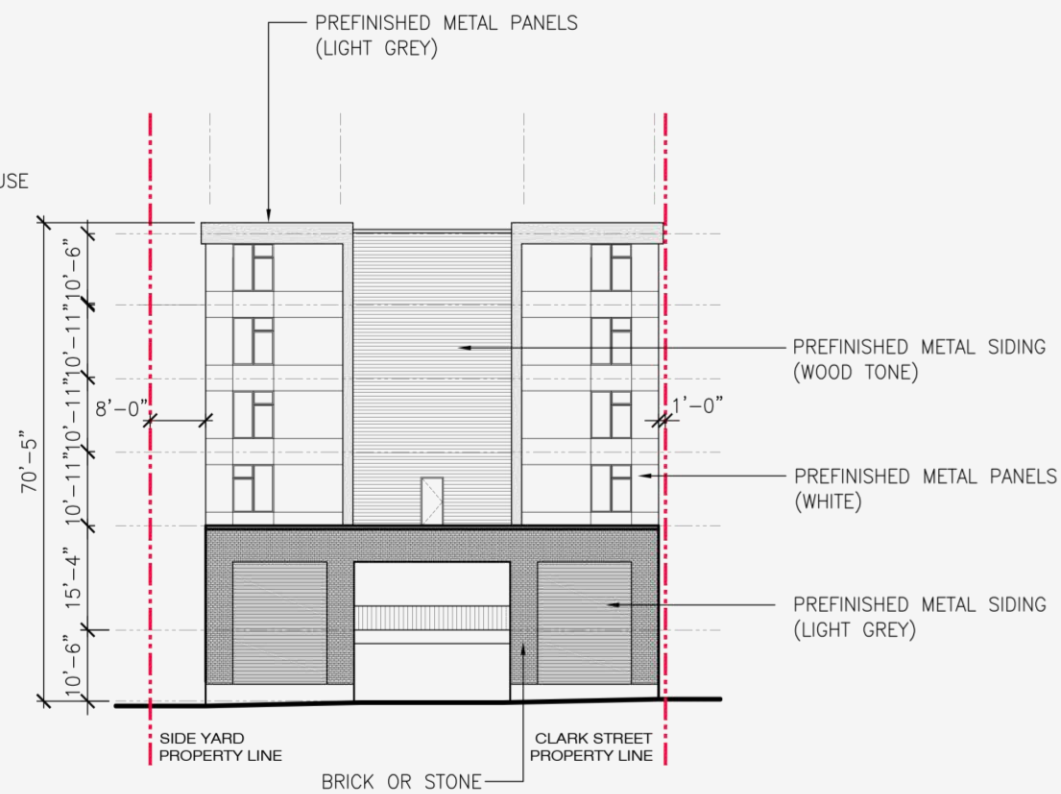 PREFINISHED METAL PANELS
(LIGHT GREY)
USE
10'-6"
10'-11"
10'-11"
10'-11"
15'-4"
10'-6"
70'-5"
8'-0"
1'-0"
PREFINISHED METAL SIDING
(WOOD TONE)
PREFINISHED METAL PANELS
(WHITE)
PREFINISHED METAL SIDING
(LIGHT GREY)
SIDE YARD
PROPERTY LINE
CLARK STREET
PROPERTY LINE
BRICK OR STONE